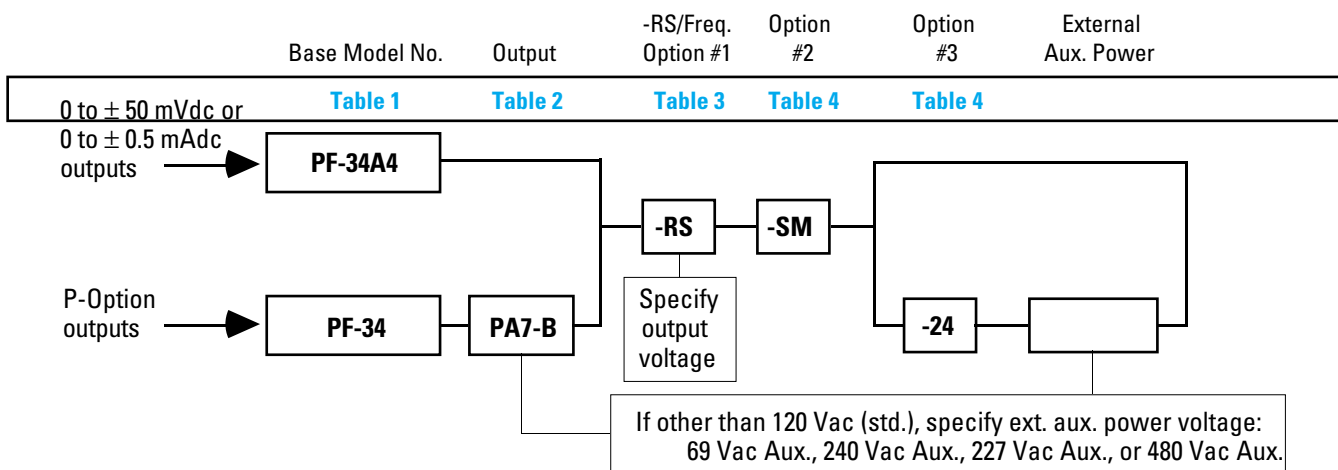 -RS/Freq. Option Option External
Base Model No. Output Option #1 #2 #3 Aux. Power
Table 1 Table 2 Table 3 Table 4 Table 4
0 to ± 50 mVdc or
0 to ± 0.5 mAdc
outputs
PF-34A4
-RS
-SM
P-Option
outputs
PF-34
PA7-B
Specify
output
voltage
-24
If other than 120 Vac (std.), specify ext. aux. power voltage:
69 Vac Aux., 240 Vac Aux., 227 Vac Aux., or 480 Vac Aux.